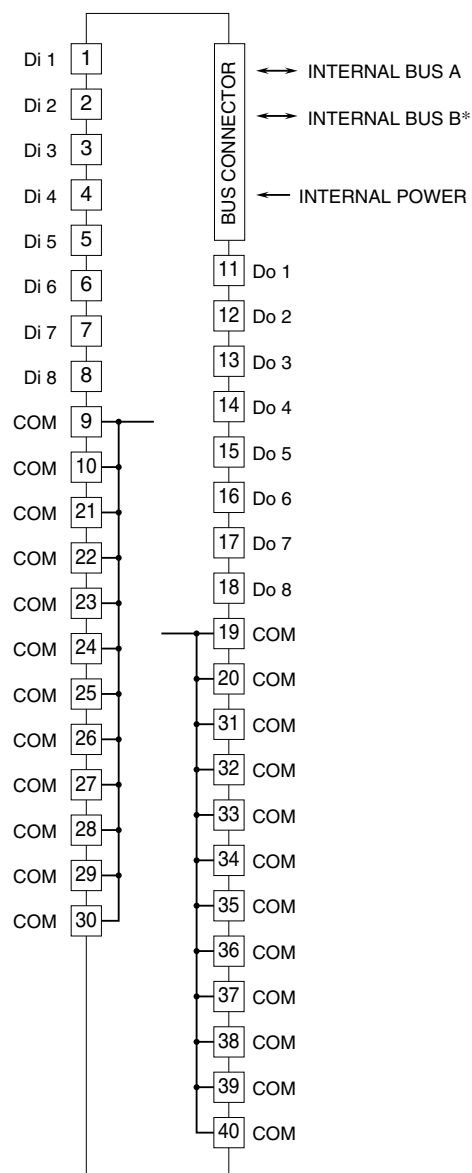 Di 1 1
Di 2 2
Di 3 3
Di 4 4
Di 5 5
Di 6 6
Di 7 7
Di 8 8
COM 9
COM 10
COM 21
COM 22
COM 23
COM 24
COM 25
COM 26
COM 27
COM 28
COM 29
COM 30
BUS CONNECTOR
INTERNAL BUS A
INTERNAL BUS B*
INTERNAL POWER
11 Do 1
12 Do 2
13 Do 3
14 Do 4
15 Do 5
16 Do 6
17 Do 7
18 Do 8
19 COM
20 COM
31 COM
32 COM
33 COM
34 COM
35 COM
36 COM
37 COM
38 COM
39 COM
40 COM